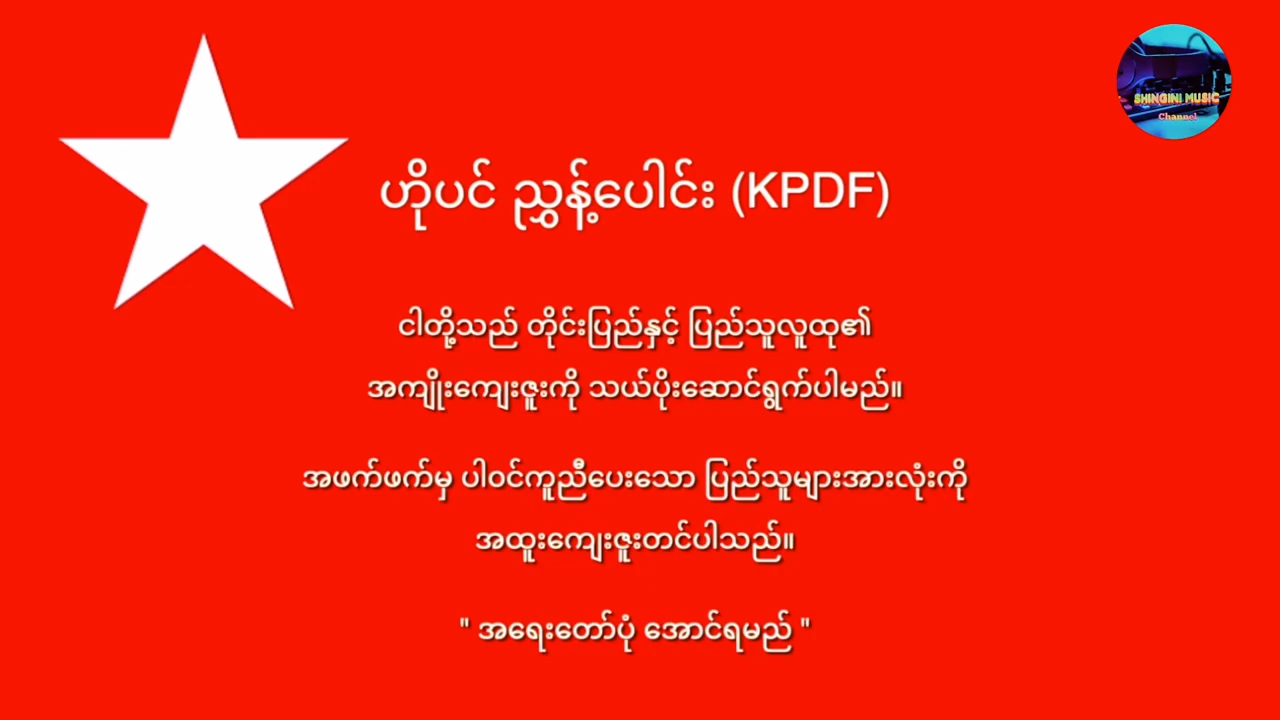 SHINGINI MUSIC
Channel
ဟိုပင် ညွှန့်ပေါင်း (KPDF)
ငါတို့သည် တိုင်းပြည်နှင့် ပြည်သူလူထု၏
အကျိုးကျေးဇူးကို သယ်ပိုးဆောင်ရွက်ပါမည်။
အဖက်ဖက်မှ ပါဝင်ကူညီပေးသော ပြည်သူများအားလုံးကို
အထူးကျေးဇူးတင်ပါသည်။
" အရေးတော်ပုံ အောင်ရမည် "